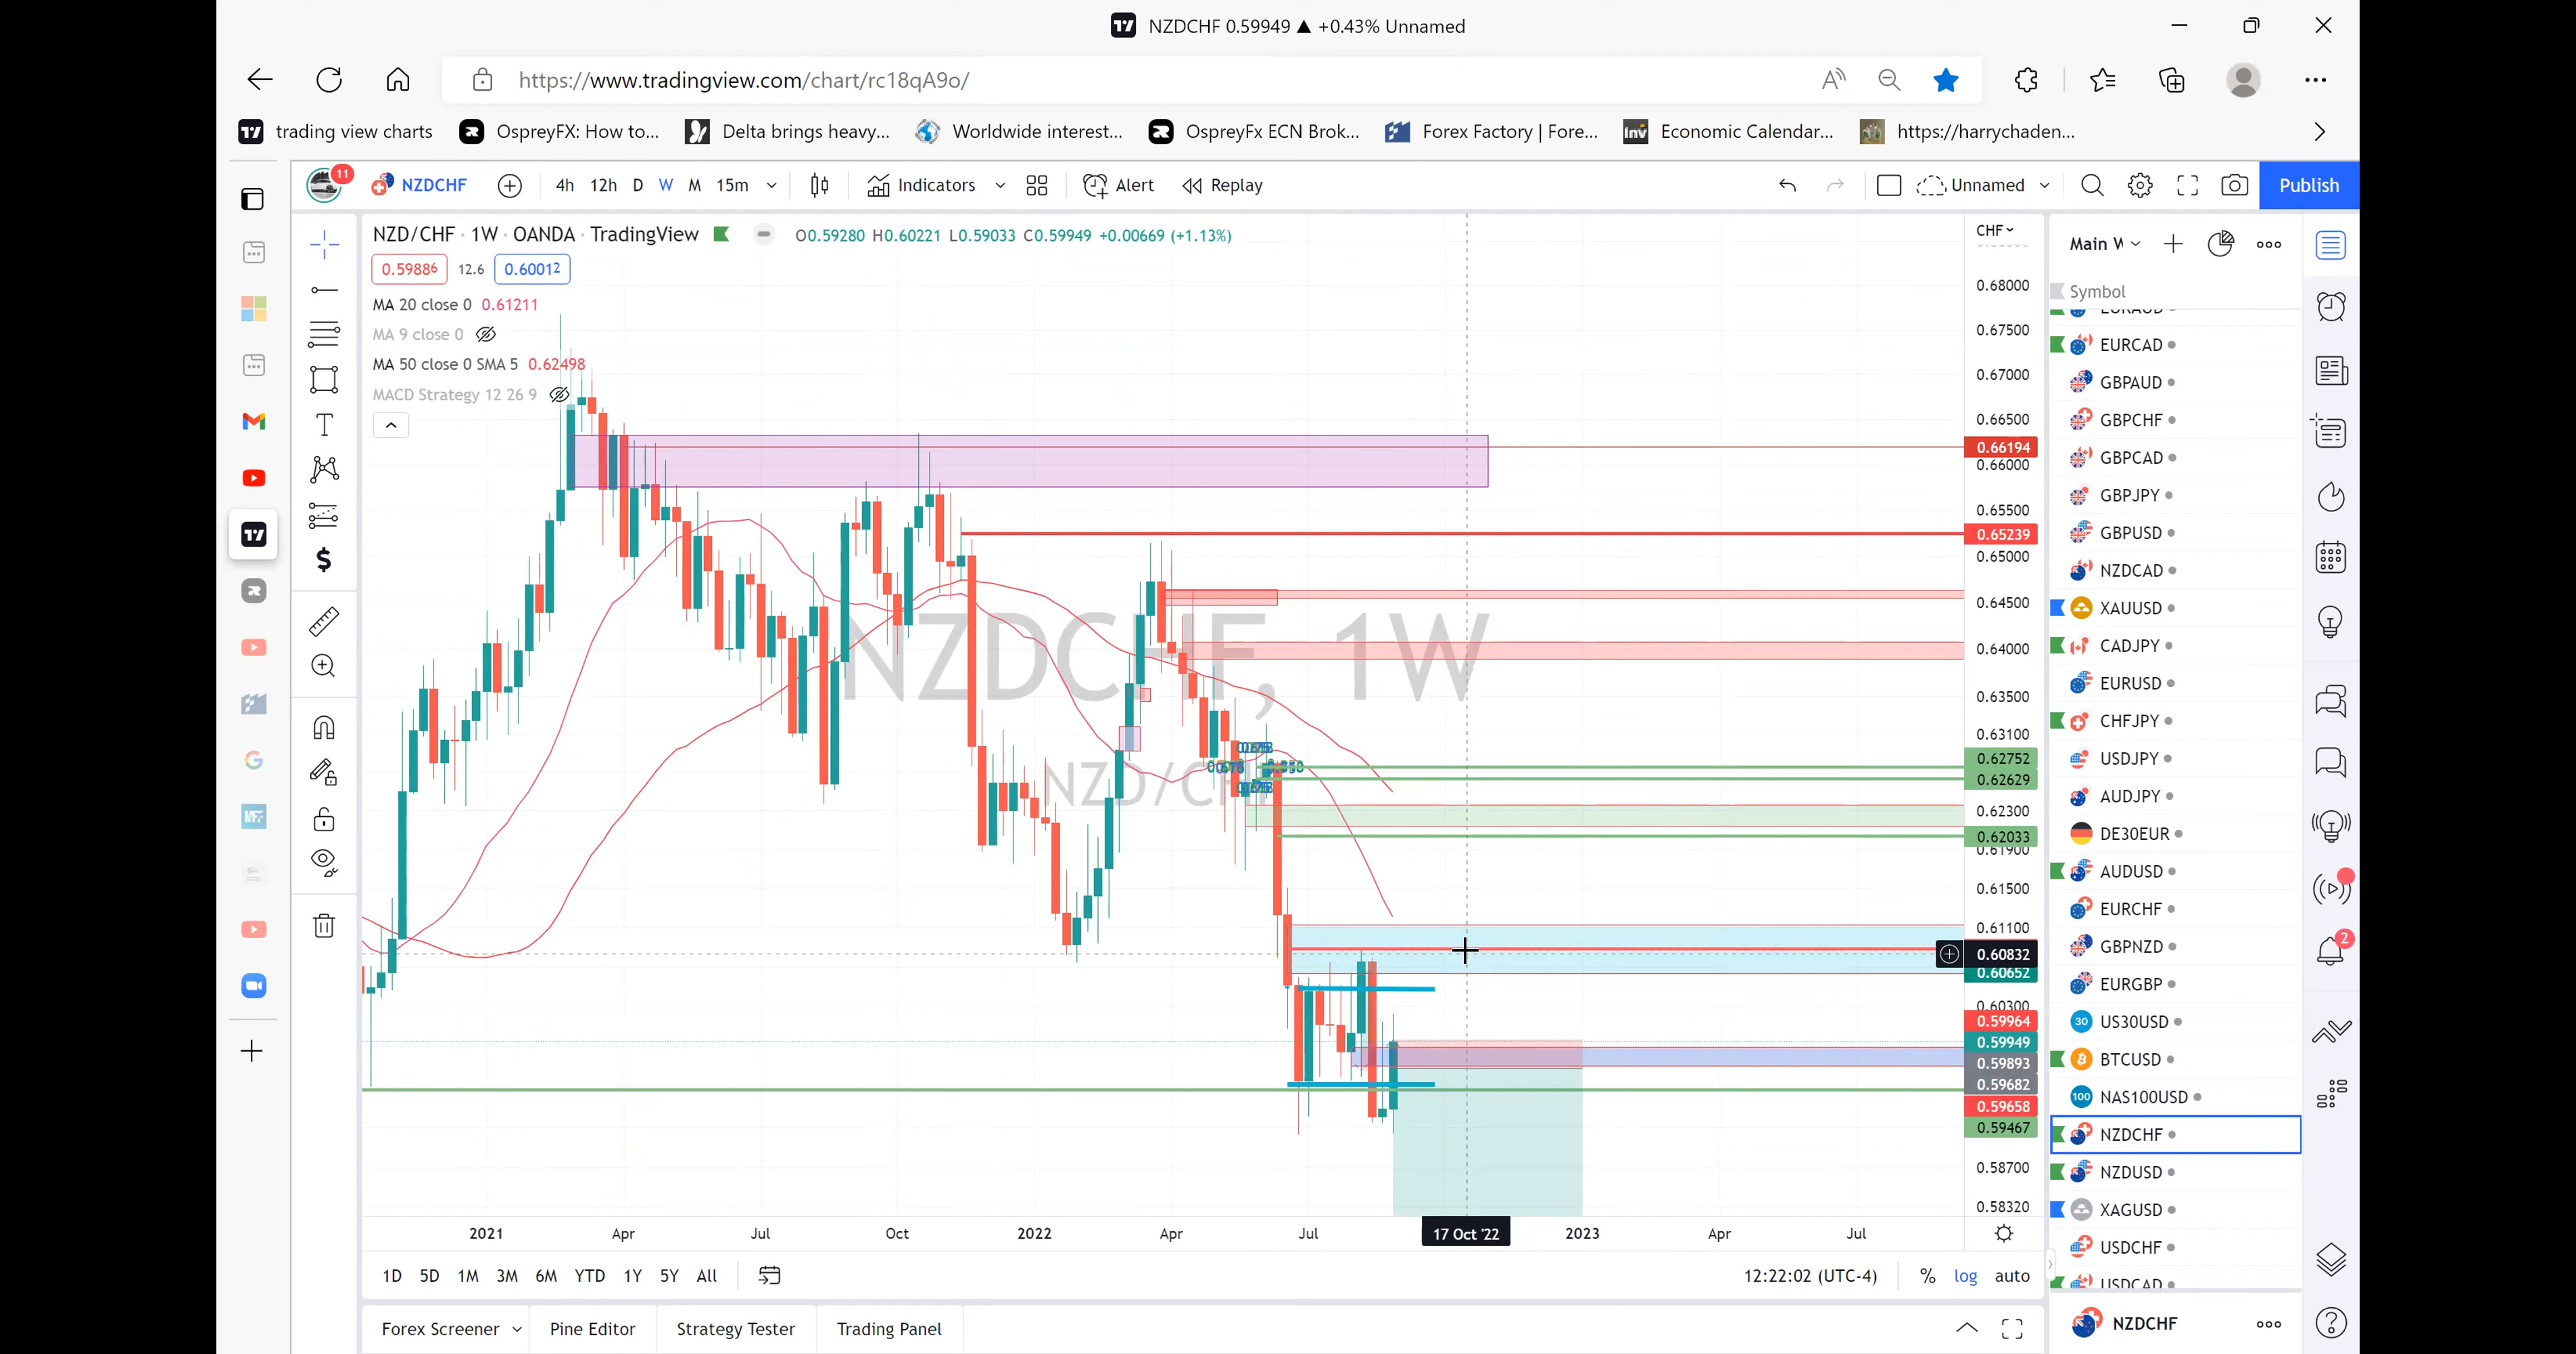 NZDCHF 0.59949 ▲ +0.43% Unnamed
https://www.tradingview.com/chart/rc18qA9o/
trading view charts OspreyFX: How to... Delta brings heavy... Worldwide interest... OspreyFx ECN Brok... Forex Factory | Fore... Economic Calendar... https://harrychaden...
11 NZDCHF 4h 12h D W M 15m Indicators Alert Replay Unnamed Publish
NZD/CHF · 1W · OANDA · TradingView O0.59280 H0.60221 L0.59033 C0.59949 +0.00669 (+1.13%)
0.59886 12.6 0.60012
MA 20 close 0 0.61211
MA 9 close 0
MA 50 close 0 SMA 5 0.62498
MACD Strategy 12 26 9
NZDCHF, 1W
NZD/CHF
CHF
0.68000
0.67500
0.67000
0.66500
0.66194
0.66000
0.65500
0.65239
0.65000
0.64500
0.64000
0.63500
0.63100
0.62752
0.62629
0.62300
0.62033
0.61900
0.61500
0.61100
0.60832
0.60652
0.60300
0.59964
0.59949
0.59893
0.59682
0.59658
0.59467
0.58700
0.58320
2021 Apr Jul Oct 2022 Apr Jul 17 Oct '22 2023 Apr Jul
1D 5D 1M 3M 6M YTD 1Y 5Y All 12:22:02 (UTC-4) % log auto
Forex Screener Pine Editor Strategy Tester Trading Panel
Main W
Symbol
EURAUD
EURCAD
GBPAUD
GBPCHF
GBPCAD
GBPJPY
GBPUSD
NZDCAD
XAUUSD
CADJPY
EURUSD
CHFJPY
USDJPY
AUDJPY
DE30EUR
AUDUSD
EURCHF
GBPNZD
2
EURGBP
30 US30USD
BTCUSD
100 NAS100USD
NZDCHF
NZDUSD
XAGUSD
USDCHF
USDCAD
NZDCHF